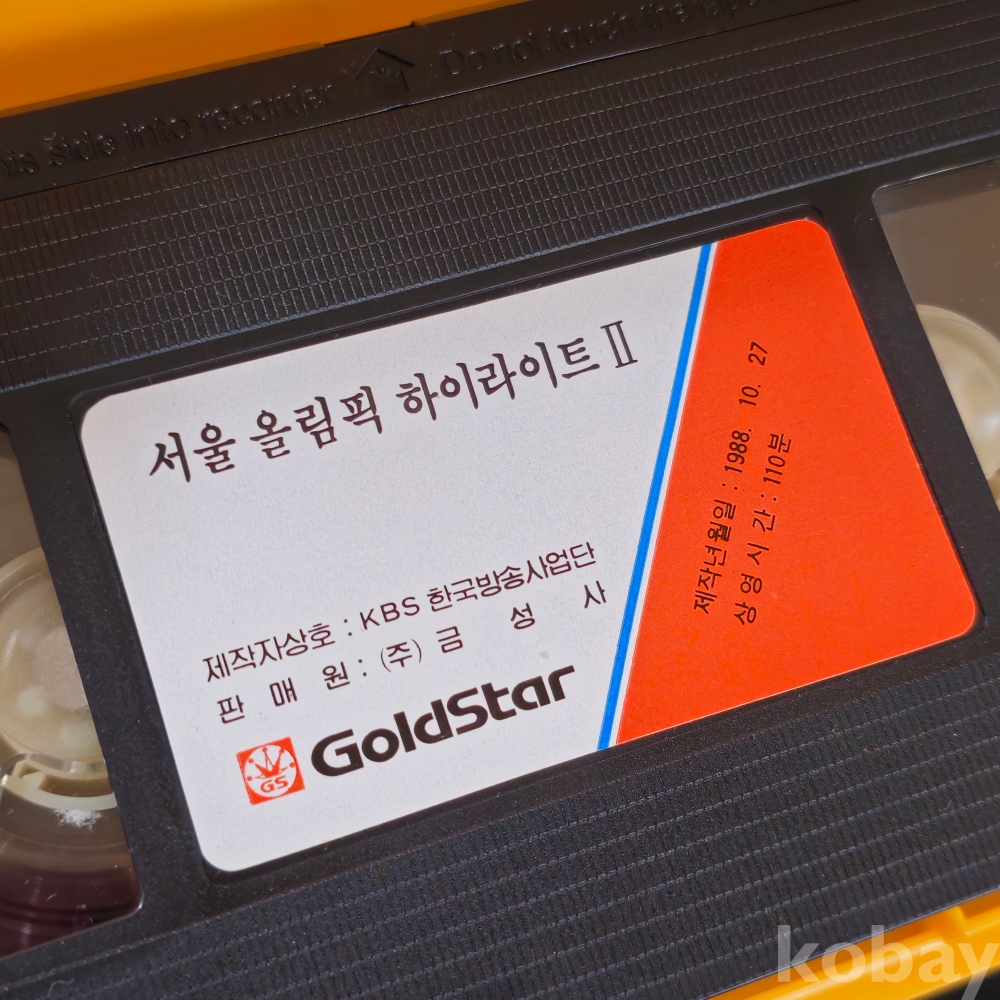 his side into recorder
Do not touch the tape
서울 올림픽 하이라이트 Ⅱ
제작자상호 : KBS 한국방송사업단
판 매 원 : (주) 금 성 사
GS GoldStar
제작년월일 : 1988. 10. 27
상 영 시 간 : 110분
kobay